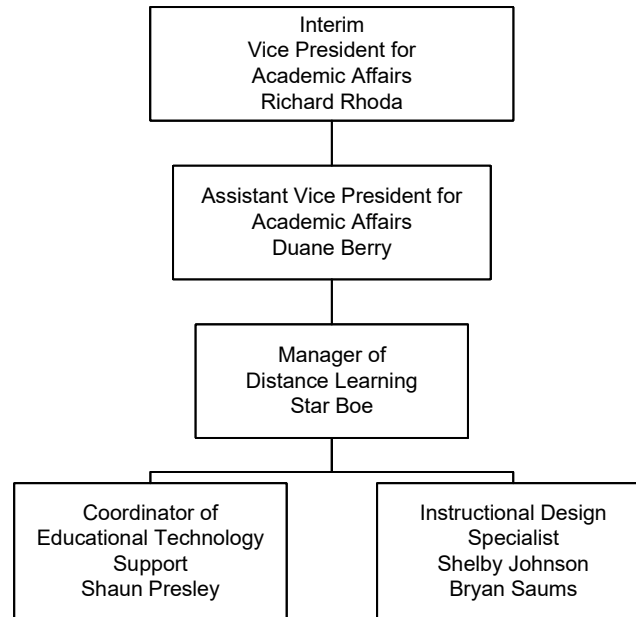 Interim
Vice President for
Academic Affairs
Richard Rhoda
Assistant Vice President for
Academic Affairs
Duane Berry
Manager of
Distance Learning
Star Boe
Coordinator of
Educational Technology
Support
Shaun Presley
Instructional Design
Specialist
Shelby Johnson
Bryan Saums